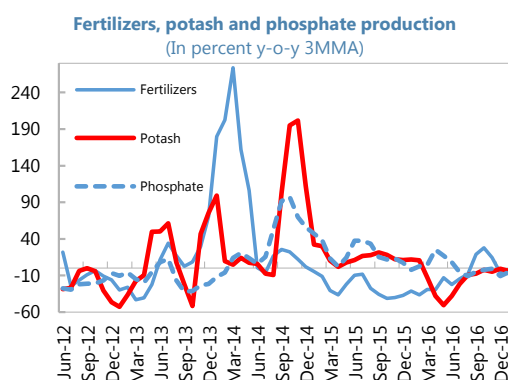 Fertilizers, potash and phosphate production
(In percent y-o-y 3MMA)
240
190
140
90
40
-10
-60
Fertilizers
Potash
Phosphate
Jun-12
Sep-12
Dec-12
Mar-13
Jun-13
Sep-13
Dec-13
Mar-14
Jun-14
Sep-14
Dec-14
Mar-15
Jun-15
Sep-15
Dec-15
Mar-16
Jun-16
Sep-16
Dec-16